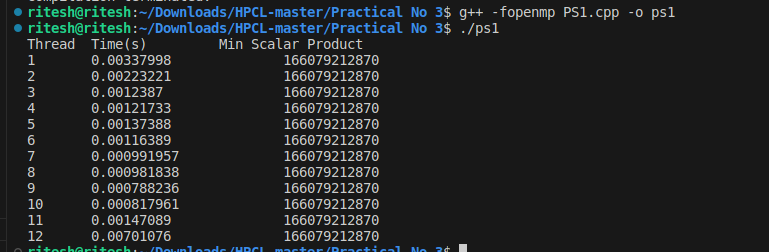 ritesh@ritesh:~/Downloads/HPCL-master/Practical No 3$ g++ -fopenmp PS1.cpp -o ps1
ritesh@ritesh:~/Downloads/HPCL-master/Practical No 3$ ./ps1
Thread  Time(s)         Min Scalar Product
1       0.00337998              166079212870
2       0.00223221              166079212870
3       0.0012387               166079212870
4       0.00121733              166079212870
5       0.00137388              166079212870
6       0.00116389              166079212870
7       0.000991957             166079212870
8       0.000981838             166079212870
9       0.000788236             166079212870
10      0.000817961             166079212870
11      0.00147089              166079212870
12      0.00701076              166079212870
ritesh@ritesh:~/Downloads/HPCL-master/Practical No 3$